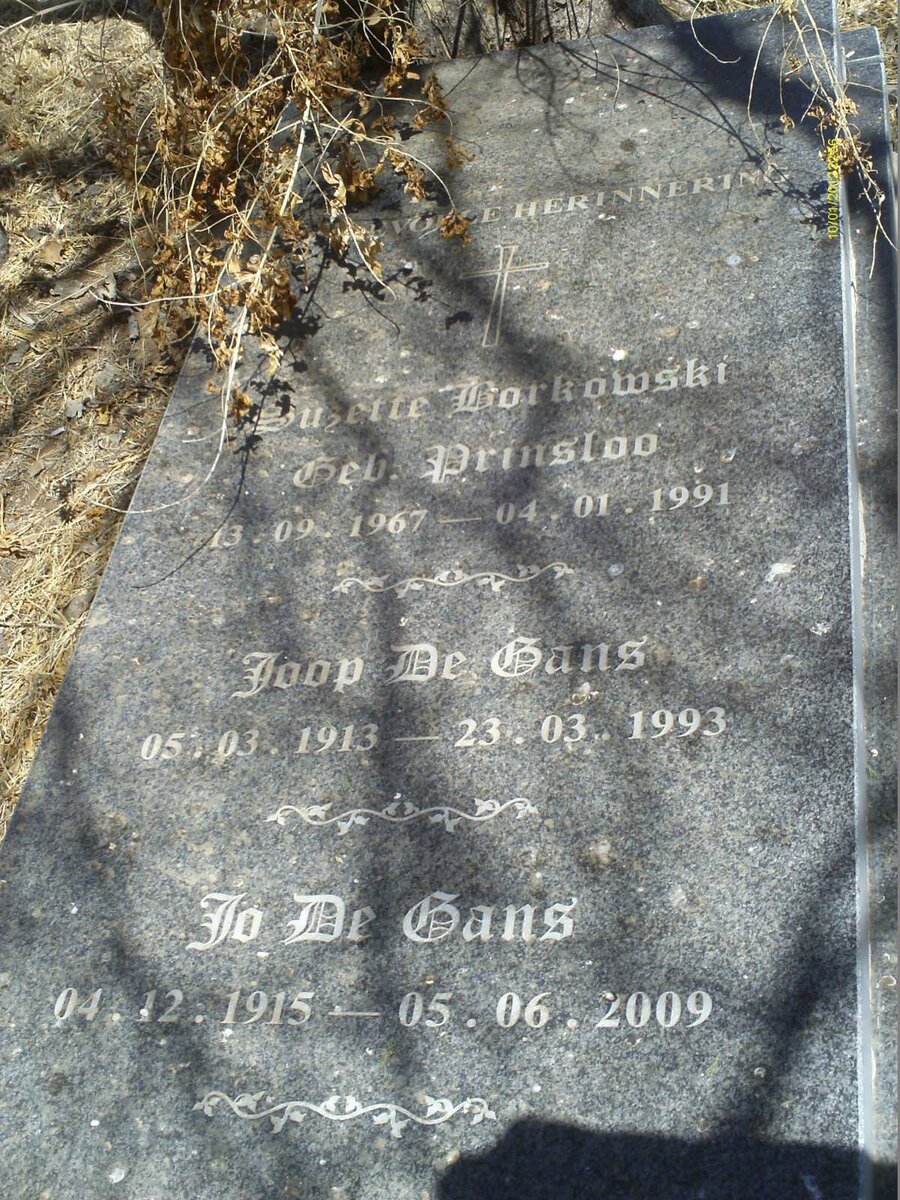 HERINNERING
Suzette Borkowski
Geb. Prinsloo
13 . 09 . 1967 — 04 . 01 . 1991
Joop De Gans
05 . 03 . 1913 — 23 . 03 . 1993
Jo De Gans
04 . 12 . 1915 — 05 . 06 . 2009